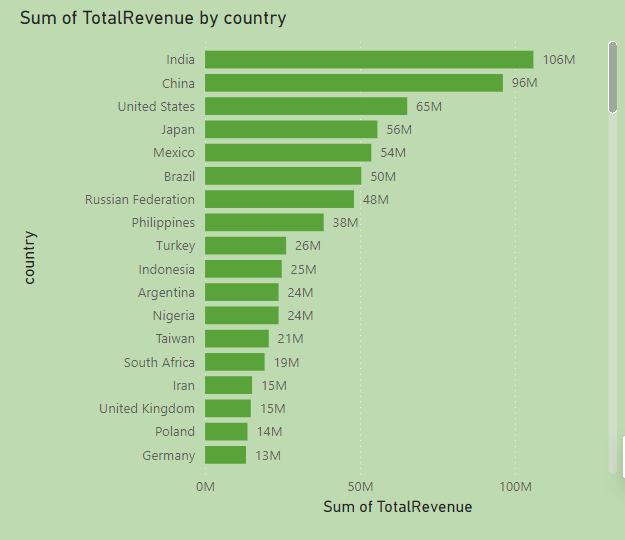 Sum of TotalRevenue by country
India 106M
China 96M
United States 65M
Japan 56M
Mexico 54M
Brazil 50M
Russian Federation 48M
Philippines 38M
Turkey 26M
Indonesia 25M
Argentina 24M
Nigeria 24M
Taiwan 21M
South Africa 19M
Iran 15M
United Kingdom 15M
Poland 14M
Germany 13M
country
0M 50M 100M
Sum of TotalRevenue